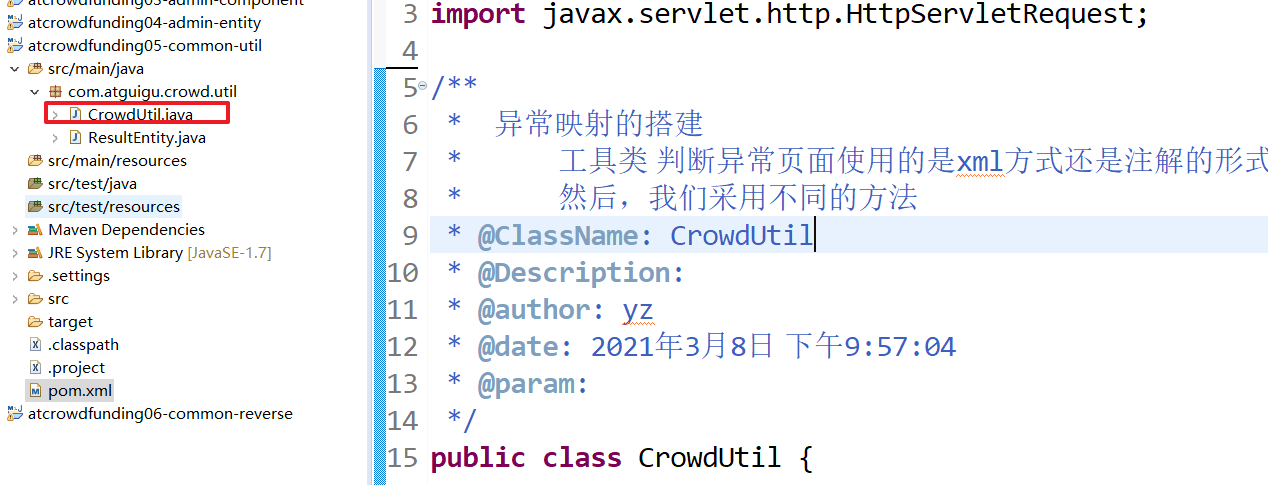 atcrowdfunding03-admin-component
atcrowdfunding04-admin-entity
atcrowdfunding05-common-util
src/main/java
com.atguigu.crowd.util
CrowdUtil.java
ResultEntity.java
src/main/resources
src/test/java
src/test/resources
Maven Dependencies
JRE System Library [JavaSE-1.7]
.settings
src
target
.classpath
.project
pom.xml
atcrowdfunding06-common-reverse
3 import javax.servlet.http.HttpServletRequest;
4
5 /**
6 * 异常映射的搭建
7 * 工具类 判断异常页面使用的是xml方式还是注解的形式
8 * 然后，我们采用不同的方法
9 * @ClassName: CrowdUtil
10 * @Description:
11 * @author: yz
12 * @date: 2021年3月8日 下午9:57:04
13 * @param:
14 */
15 public class CrowdUtil {